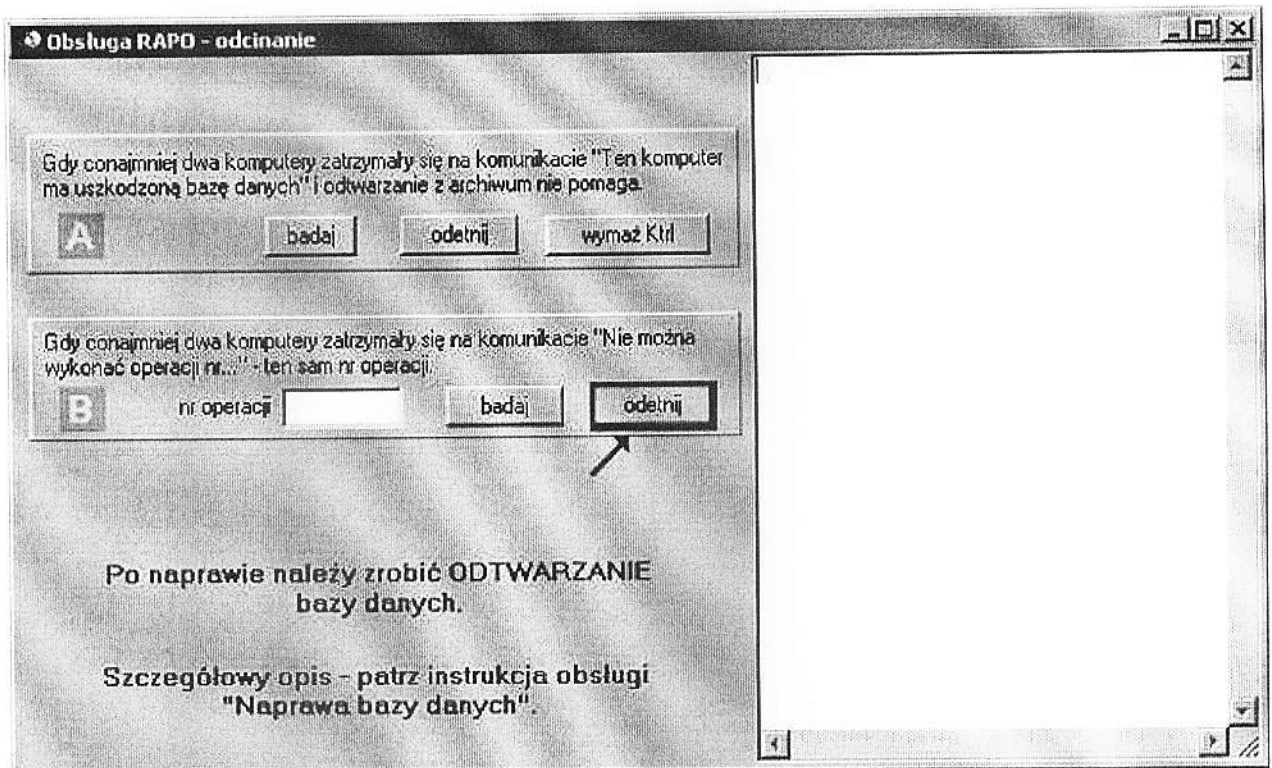 Obsługa RAPO - odcinanie
Gdy conajmniej dwa komputery zatrzymały się na komunikacie "Ten komputer
ma uszkodzoną bazę danych" i odtwarzanie z archiwum nie pomaga.
A badaj odetnij wymaż Ktrl
Gdy conajmniej dwa komputery zatrzymały się na komunikacie "Nie można
wykonać operacji nr..." - ten sam nr operacji.
B nr operacji badaj odetnij
Po naprawie należy zrobić ODTWARZANIE
bazy danych.
Szczegółowy opis - patrz instrukcja obsługi
"Naprawa bazy danych".